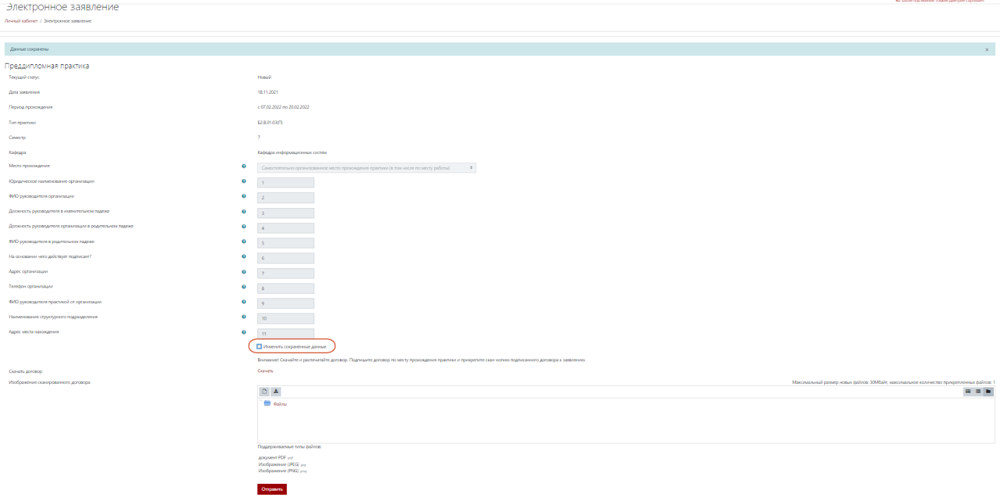 Вы зашли под именем
Электронное заявление
Личный кабинет / Электронное заявление
Данные сохранены ×
Преддипломная практика
Текущий статус Новый
Дата заявления 18.11.2021
Период прохождения с 07.02.2022 по 20.02.2022
Тип практики Б2.В.01.03(П)
Семестр 7
Кафедра Кафедра информационных систем
Место прохождения Самостоятельно организованное место прохождения практики (в том числе по месту работы)
Юридическое наименование организации 1
ФИО руководителя организации 2
Должность руководителя в именительном падеже 3
Должность руководителя организации в родительном падеже 4
ФИО руководителя в родительном падеже 5
На основании чего действует подписант? 6
Адрес организации 7
Телефон организации 8
ФИО руководителя практикой от организации 9
Наименование структурного подразделения 10
Адрес места нахождения 11
Изменить сохранённые данные
Внимание! Скачайте и распечатайте договор. Подпишите договор по месту прохождения практики и прикрепите скан-копию подписанного договора к заявлению.
Скачать договор Скачать
Изображение сканированного договора Максимальный размер новых файлов: 30Мбайт, максимальное количество прикрепленных файлов: 1
Файлы
Поддерживаемые типы файлов:
документ PDF .pdf
Изображение (JPEG) .jpg
Изображение (PNG) .png
Отправить